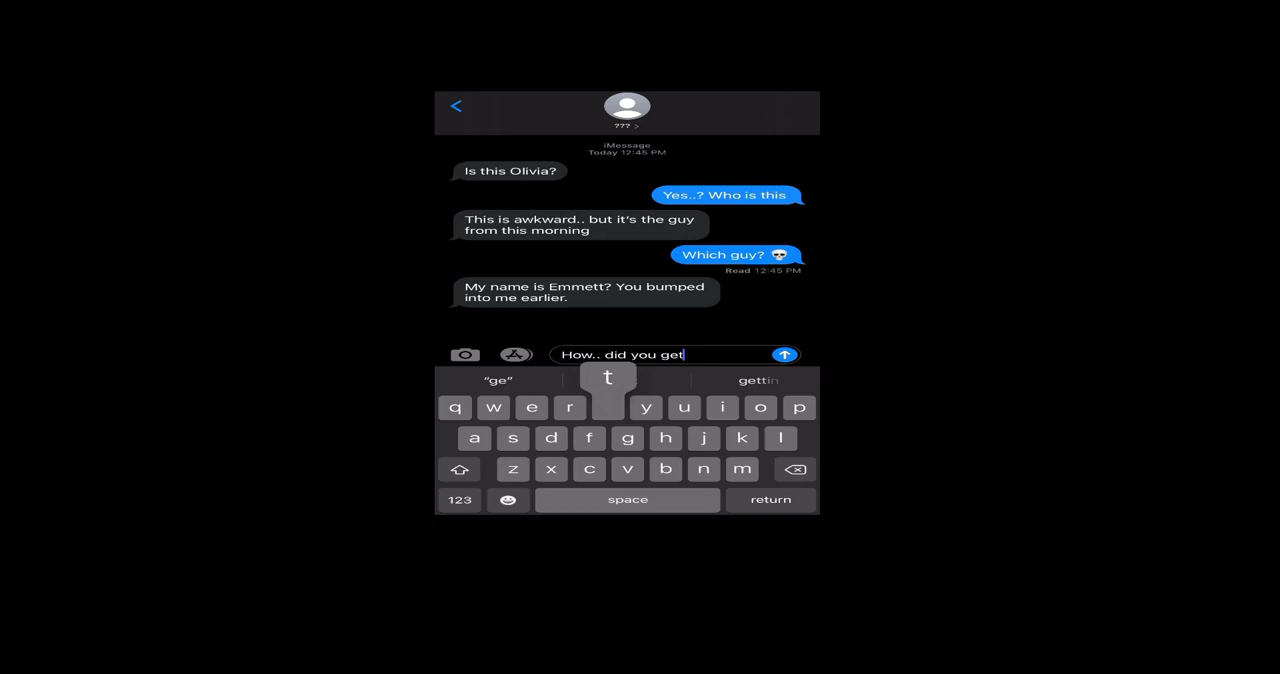 ??? >
iMessage
Today 12:45 PM
Is this Olivia?
Yes..? Who is this
This is awkward.. but it's the guy
from this morning
Which guy? 💀
Read 12:45 PM
My name is Emmett? You bumped
into me earlier.
How.. did you get
"ge"
gettin
t
q w e r y u i o p
a s d f g h j k l
z x c v b n m
123 space return